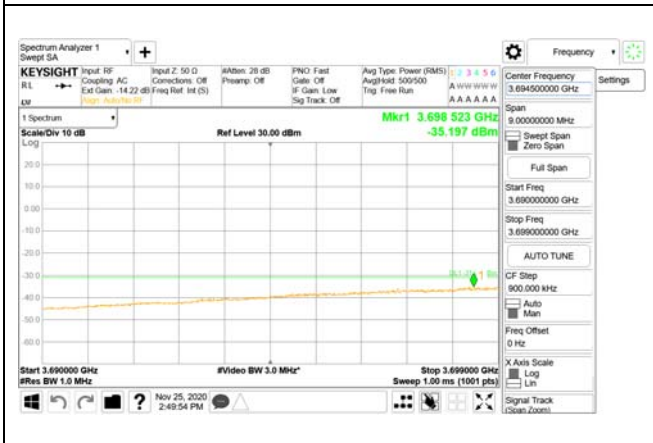 Spectrum Analyzer 1
Swept SA
+
Frequency
KEYSIGHT
RL
Input: RF
Coupling: AC
Ext Gain: -14.22 dB
Align: Auto/No RF
Input Z: 50 Ω
Corrections: Off
Freq Ref: Int (S)
#Atten: 28 dB
Preamp: Off
PNO: Fast
Gate: Off
IF Gain: Low
Sig Track: Off
Avg Type: Power (RMS)
Avg|Hold: 500/500
Trig: Free Run
1 2 3 4 5 6
A W W W W W
A A A A A A
1 Spectrum
Scale/Div 10 dB
Ref Level 30.00 dBm
Mkr1 3.698 523 GHz
-35.197 dBm
Log
20.0
10.0
0.00
-10.0
-20.0
-30.0
-40.0
-50.0
-60.0
1
Start 3.690000 GHz
#Res BW 1.0 MHz
#Video BW 3.0 MHz*
Stop 3.699000 GHz
Sweep 1.00 ms (1001 pts)
?
Nov 25, 2020
2:49:54 PM
Center Frequency
3.694500000 GHz
Settings
Span
9.00000000 MHz
Swept Span
Zero Span
Full Span
Start Freq
3.690000000 GHz
Stop Freq
3.699000000 GHz
AUTO TUNE
CF Step
900.000 kHz
Auto
Man
Freq Offset
0 Hz
X Axis Scale
Log
Lin
Signal Track
(Span Zoom)